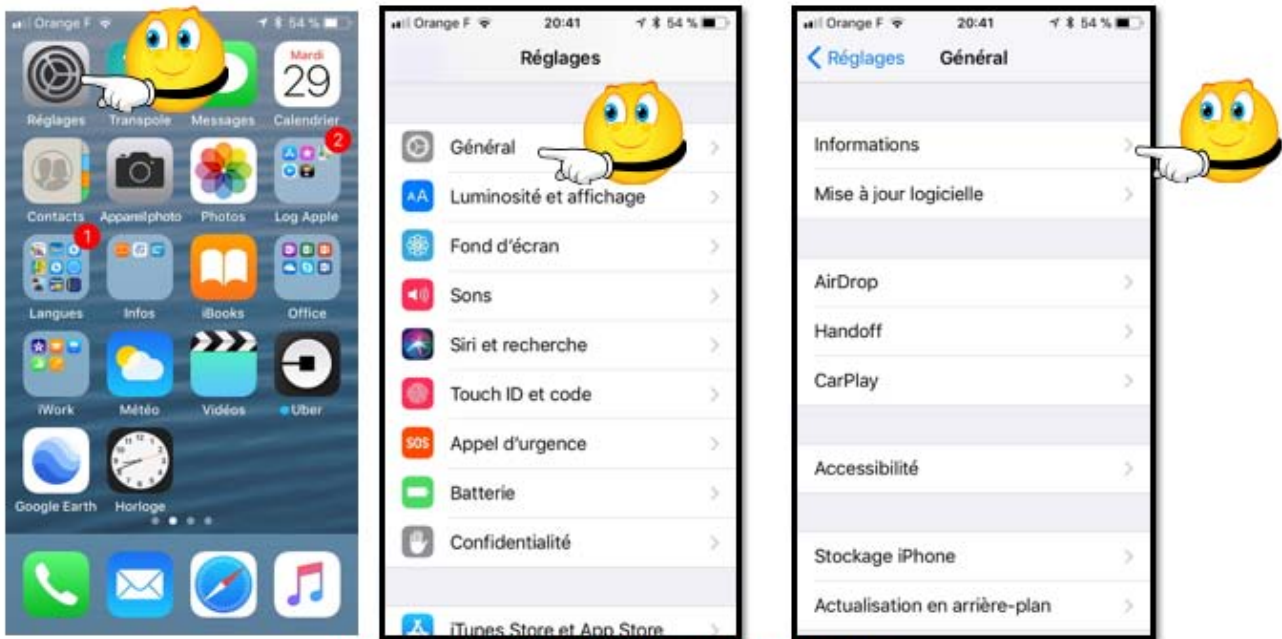 Orange F 54 %
Mardi
29
Réglages Transpole Messages Calendrier
2
Contacts Appareil photo Photos Log Apple
1
Langues Infos iBooks Office
iWork Météo Vidéos Uber
Google Earth Horloge
Orange F 20:41 54 %
Réglages
Général
AA Luminosité et affichage
Fond d'écran
Sons
Siri et recherche
Touch ID et code
SOS Appel d'urgence
Batterie
Confidentialité
iTunes Store et App Store
Orange F 20:41 54 %
Réglages Général
Informations
Mise à jour logicielle
AirDrop
Handoff
CarPlay
Accessibilité
Stockage iPhone
Actualisation en arrière-plan